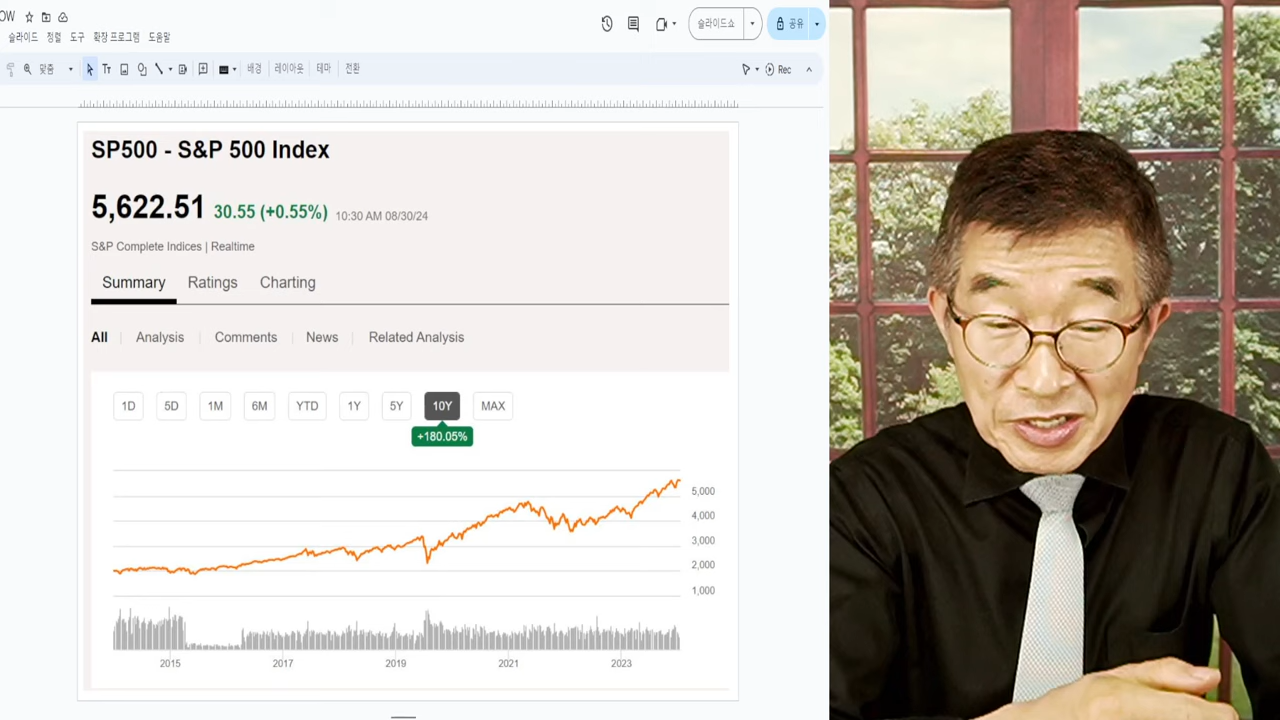 OW
슬라이드 정렬 도구 확장 프로그램 도움말
슬라이드쇼
공유
맞춤
Tт
배경 레이아웃 테마 전환
Rec
SP500 - S&P 500 Index
5,622.51 30.55 (+0.55%) 10:30 AM 08/30/24
S&P Complete Indices | Realtime
Summary Ratings Charting
All | Analysis | Comments | News | Related Analysis
1D 5D 1M 6M YTD 1Y 5Y 10Y MAX
+180.05%
5,000
4,000
3,000
2,000
1,000
2015 2017 2019 2021 2023